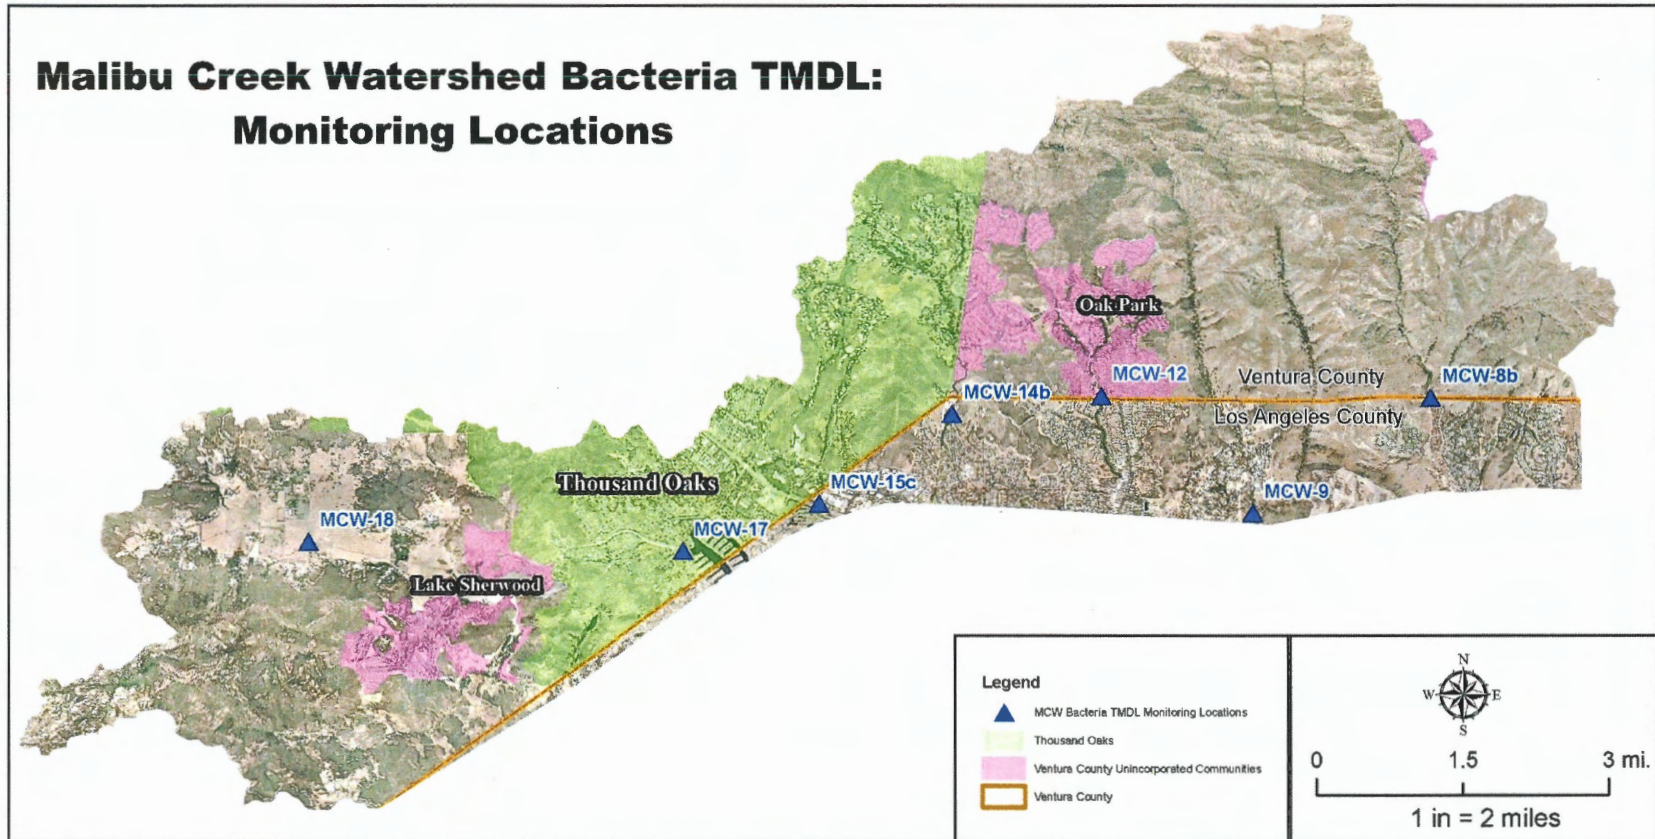 Malibu Creek Watershed Bacteria TMDL:
Monitoring Locations
Oak Park
MCW-12
Ventura County
MCW-8b
MCW-14b
Los Angeles County
Thousand Oaks
MCW-15c
MCW-9
MCW-18
MCW-17
Lake Sherwood
Legend
MCW Bacteria TMDL Monitoring Locations
Thousand Oaks
Ventura County Unincorporated Communities
Ventura County
N
W
E
S
0 1.5 3 mi.
1 in = 2 miles